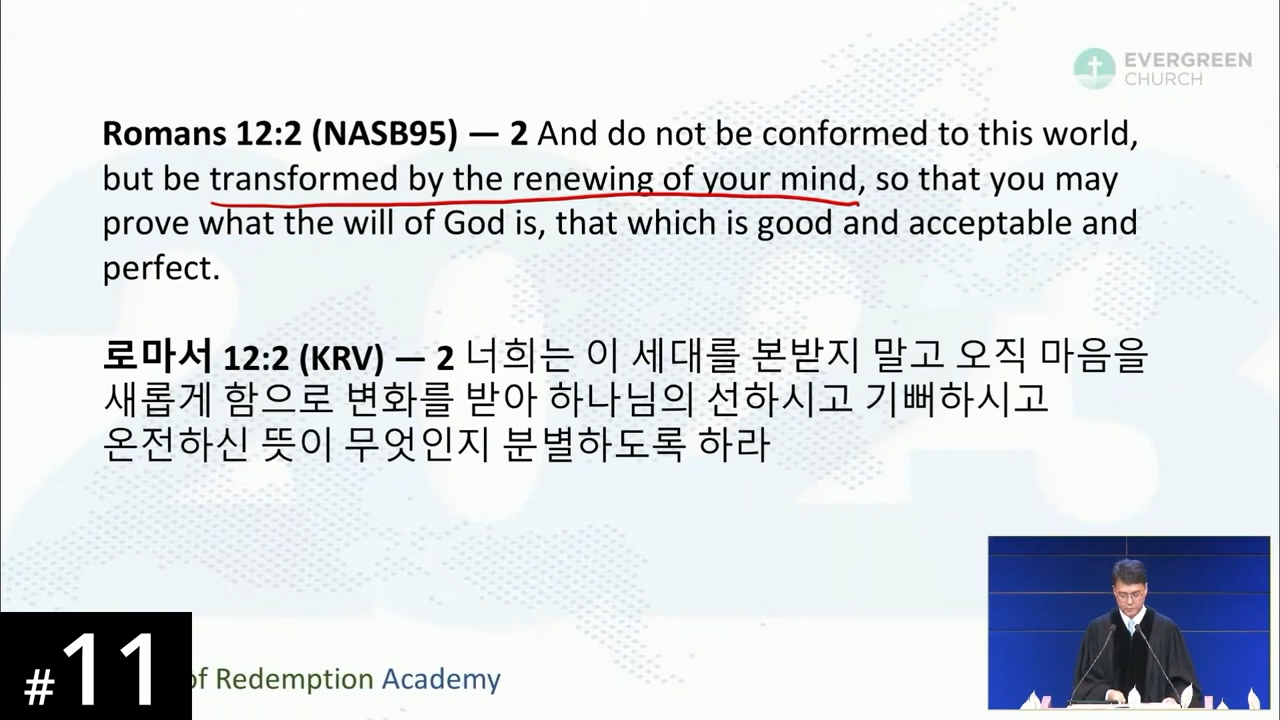 EVERGREEN
CHURCH
Romans 12:2 (NASB95) — 2 And do not be conformed to this world,
but be transformed by the renewing of your mind, so that you may
prove what the will of God is, that which is good and acceptable and
perfect.
로마서 12:2 (KRV) — 2 너희는 이 세대를 본받지 말고 오직 마음을
새롭게 함으로 변화를 받아 하나님의 선하시고 기뻐하시고
온전하신 뜻이 무엇인지 분별하도록 하라
#11
of Redemption Academy